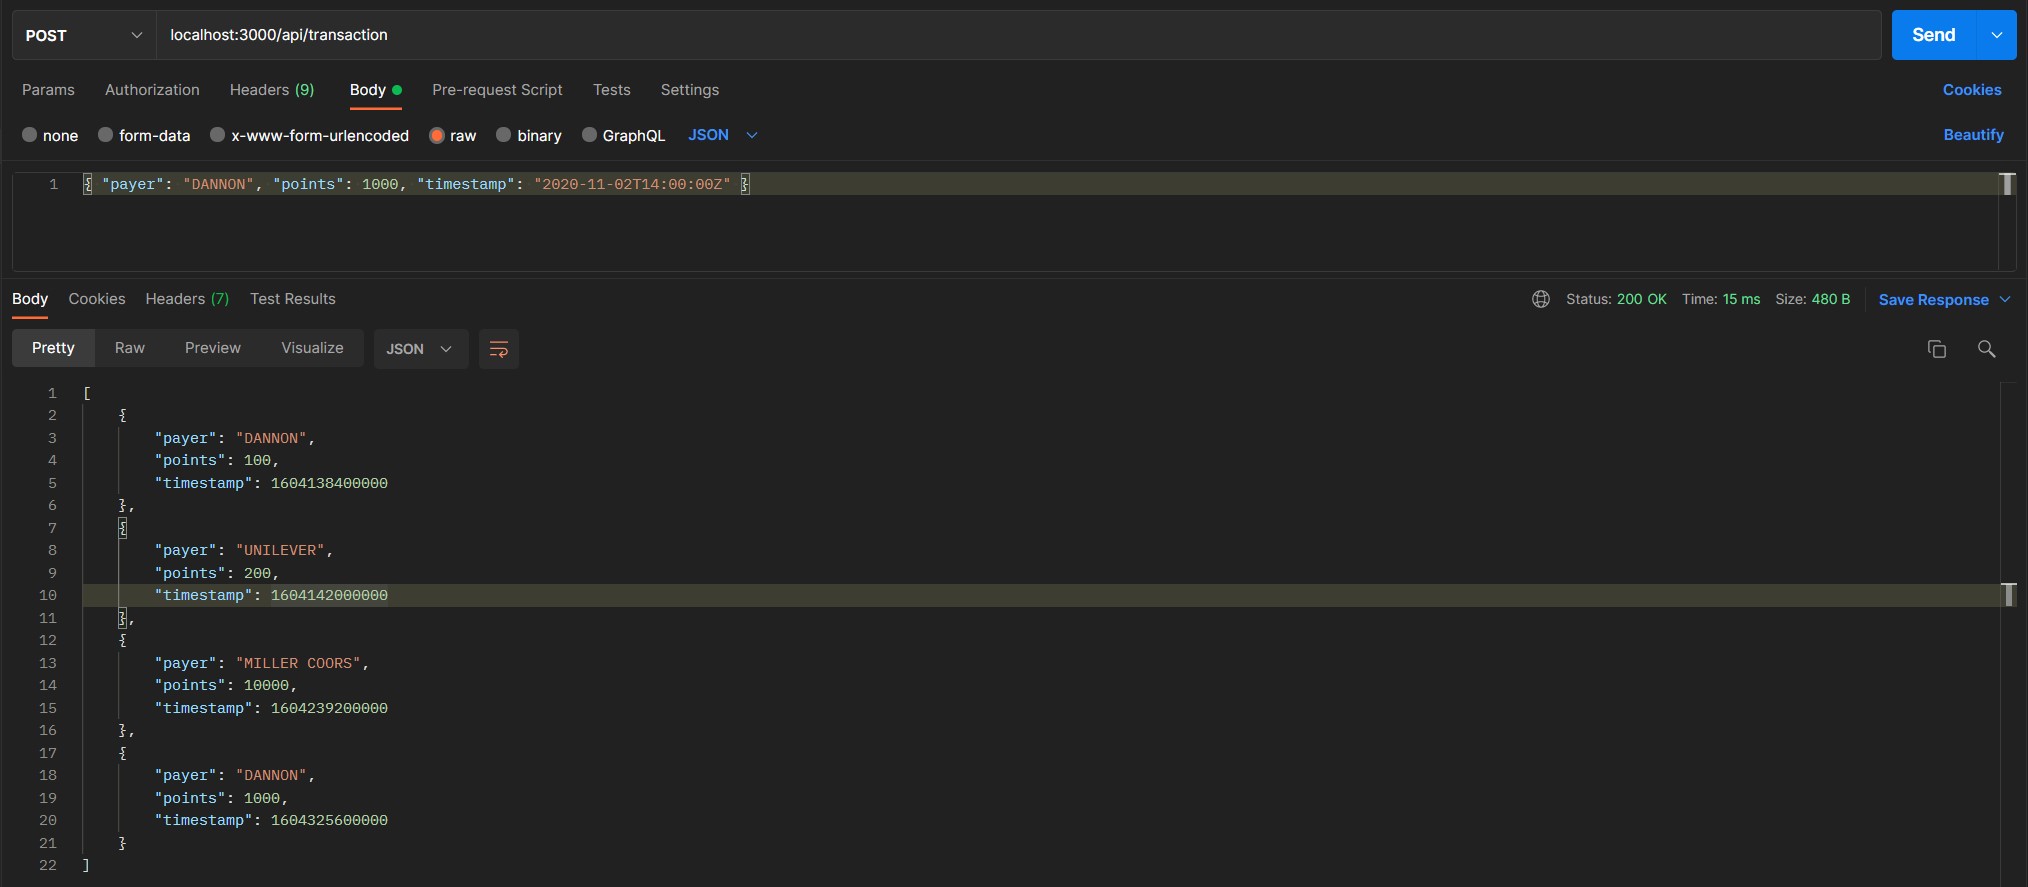 POST localhost:3000/api/transaction Send
Params Authorization Headers (9) Body Pre-request Script Tests Settings Cookies
none form-data x-www-form-urlencoded raw binary GraphQL JSON Beautify
1 { "payer": "DANNON", "points": 1000, "timestamp": "2020-11-02T14:00:00Z" }
Body Cookies Headers (7) Test Results Status: 200 OK Time: 15 ms Size: 480 B Save Response
Pretty Raw Preview Visualize JSON
1 [
2 {
3 "payer": "DANNON",
4 "points": 100,
5 "timestamp": 1604138400000
6 },
7 {
8 "payer": "UNILEVER",
9 "points": 200,
10 "timestamp": 1604142000000
11 },
12 {
13 "payer": "MILLER COORS",
14 "points": 10000,
15 "timestamp": 1604239200000
16 },
17 {
18 "payer": "DANNON",
19 "points": 1000,
20 "timestamp": 1604325600000
21 }
22 ]